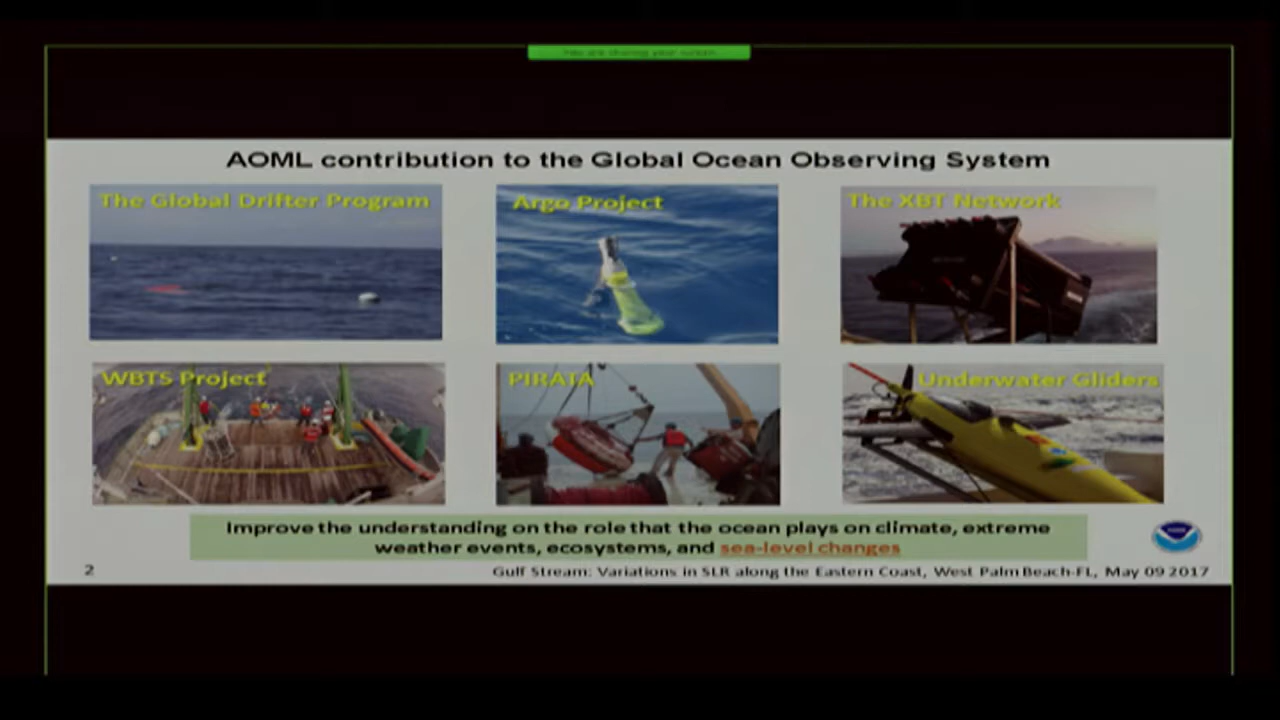 AOML contribution to the Global Ocean Observing System
The Global Drifter Program
Argo Project
The XBT Network
WBTS Project
PIRATA
Underwater Gliders
Improve the understanding on the role that the ocean plays on climate, extreme
weather events, ecosystems, and sea-level changes
2
Gulf Stream: Variations in SLR along the Eastern Coast, West Palm Beach-FL, May 09 2017